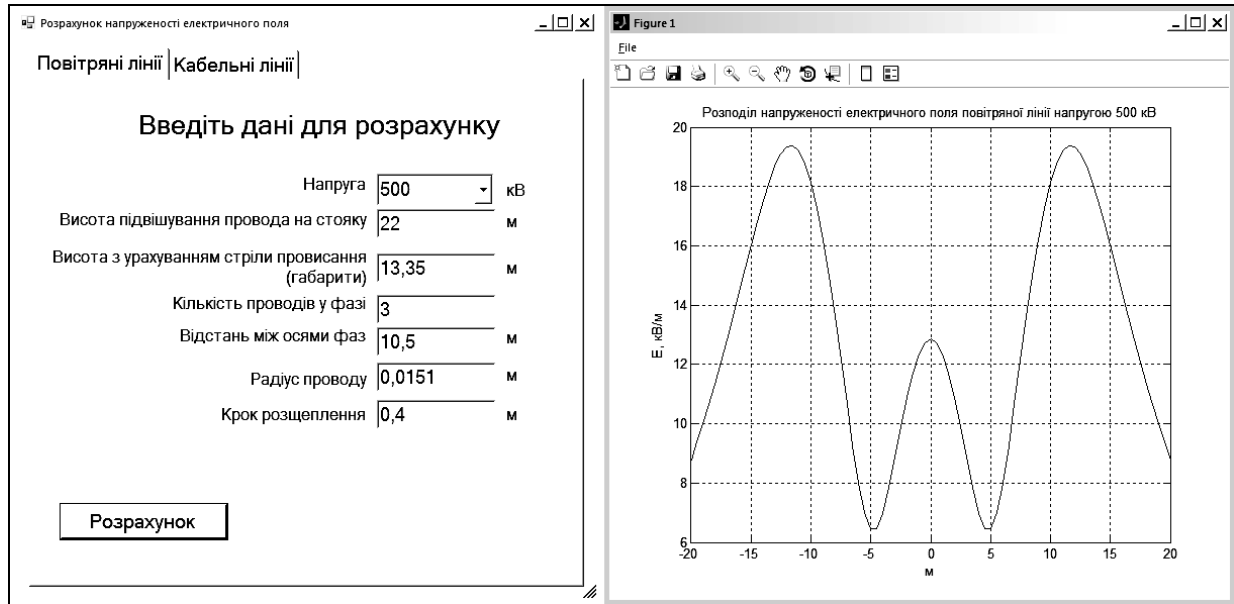 Розрахунок напруженості електричного поля
Повітряні лінії
Кабельні лінії
Введіть дані для розрахунку
Напруга 500 кВ
Висота підвішування провода на стояку 22 м
Висота з урахуванням стріли провисання
(габарити) 13,35 м
Кількість проводів у фазі 3
Відстань між осями фаз 10,5 м
Радіус проводу 0,0151 м
Крок розщеплення 0,4 м
Розрахунок
Figure 1
File
Розподіл напруженості електричного поля повітряної лінії напругою 500 кВ
20
18
16
14
12
10
8
6
E, кВ/м
-20 -15 -10 -5 0 5 10 15 20
м